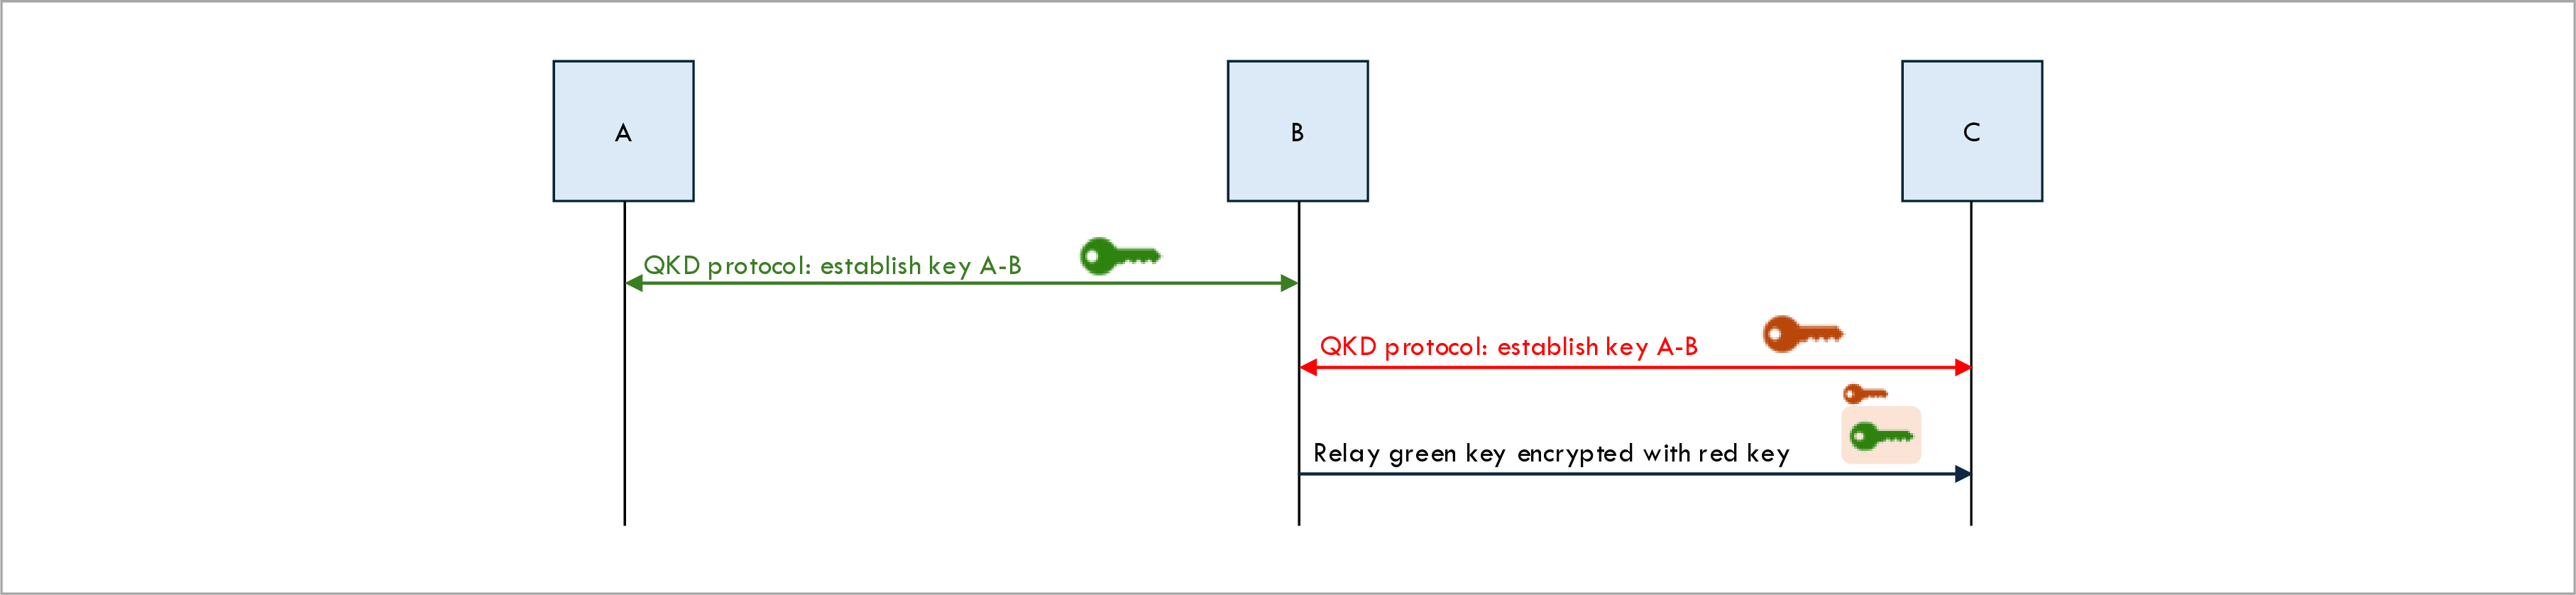 A
B
C
QKD protocol: establish key A-B
QKD protocol: establish key A-B
Relay green key encrypted with red key